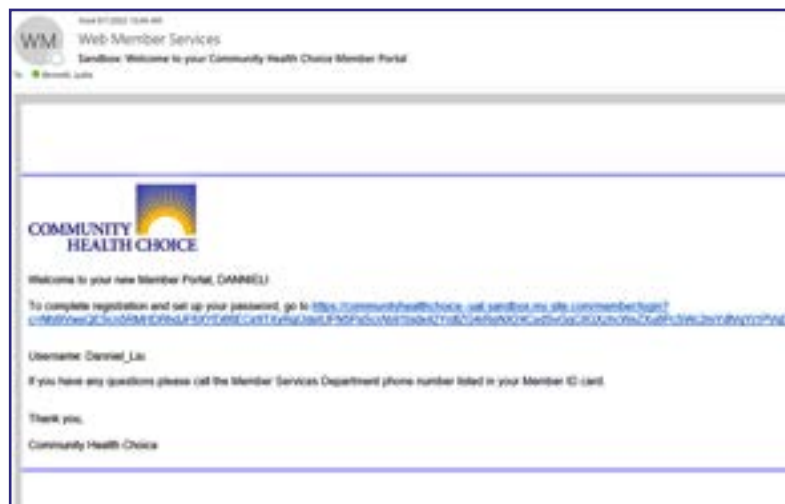 WM
Web Member Services
Sandbox: Welcome to your Community Health Choice Member Portal
To
COMMUNITY
HEALTH CHOICE
Welcome to your new Member Portal, DANNIEL!
To complete registration and set up your password, go to
Username: Danniel_Liu
If you have any questions please call the Member Services Department phone number listed in your Member ID card.
Thank you,
Community Health Choice